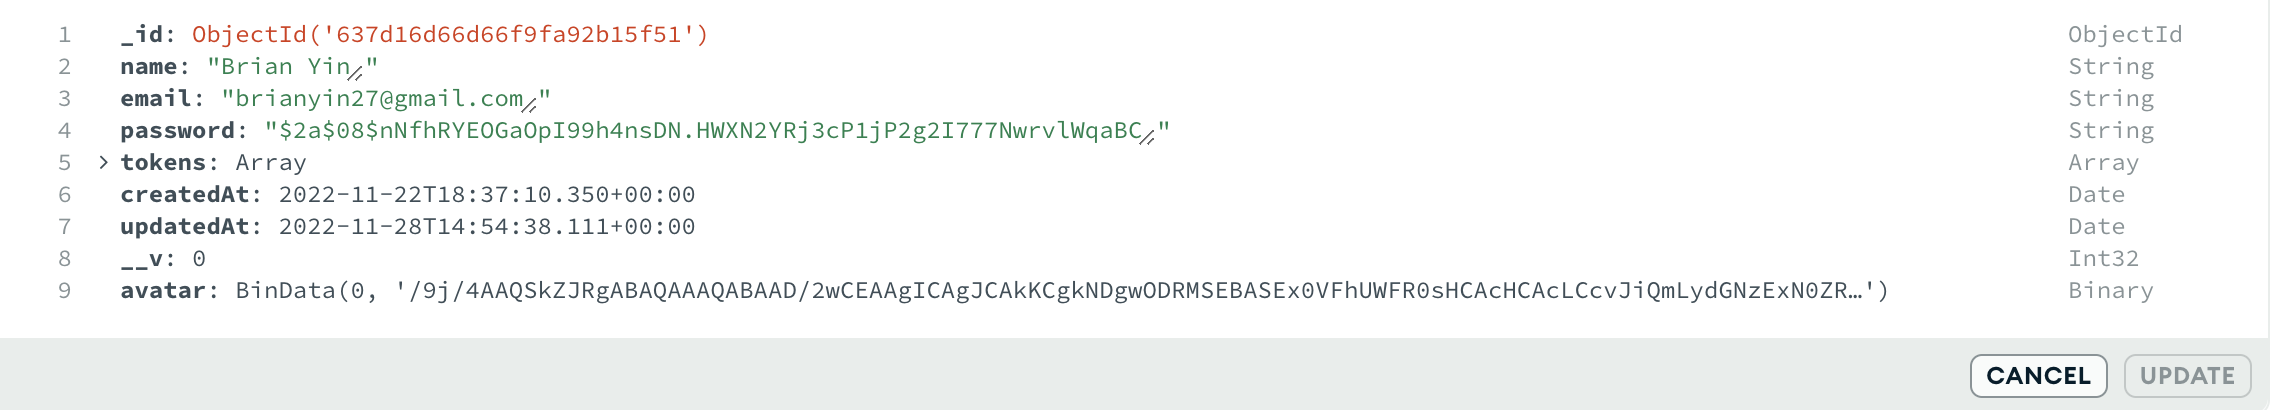 1 _id: ObjectId('637d16d66d66f9fa92b15f51') ObjectId
2 name: "Brian Yin" String
3 email: "brianyin27@gmail.com" String
4 password: "$2a$08$nNfhRYEOGaOpI99h4nsDN.HWXN2YRj3cP1jP2g2I777NwrvlWqaBC" String
5 > tokens: Array Array
6 createdAt: 2022-11-22T18:37:10.350+00:00 Date
7 updatedAt: 2022-11-28T14:54:38.111+00:00 Date
8 __v: 0 Int32
9 avatar: BinData(0, '/9j/4AAQSkZJRgABAQAAAQABAAD/2wCEAAgICAgJCAkKCgkNDgwODRMSEBASEx0VFhUWFR0sHCAcHCAcLCcvJiQmLydGNzExN0ZR…') Binary
CANCEL UPDATE